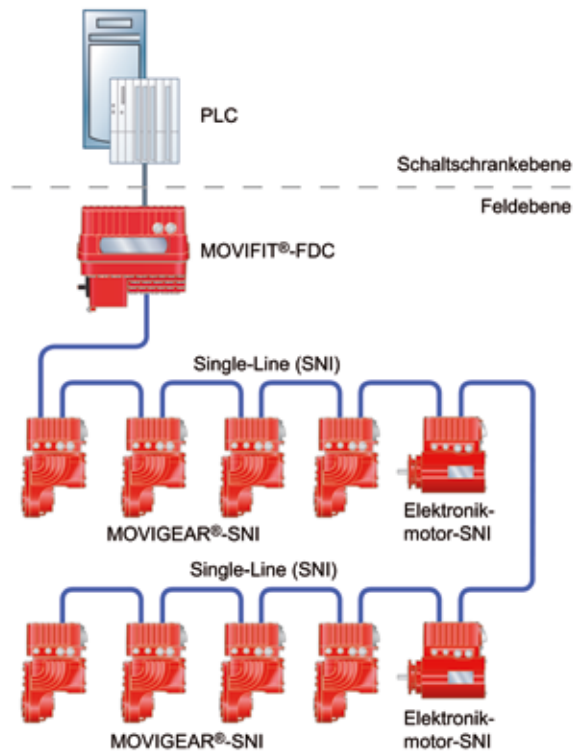 PLC
Schaltschrankebene
Feldebene
MOVIFIT®-FDC
Single-Line (SNI)
MOVIGEAR®-SNI
Elektronik-
motor-SNI
Single-Line (SNI)
MOVIGEAR®-SNI
Elektronik-
motor-SNI